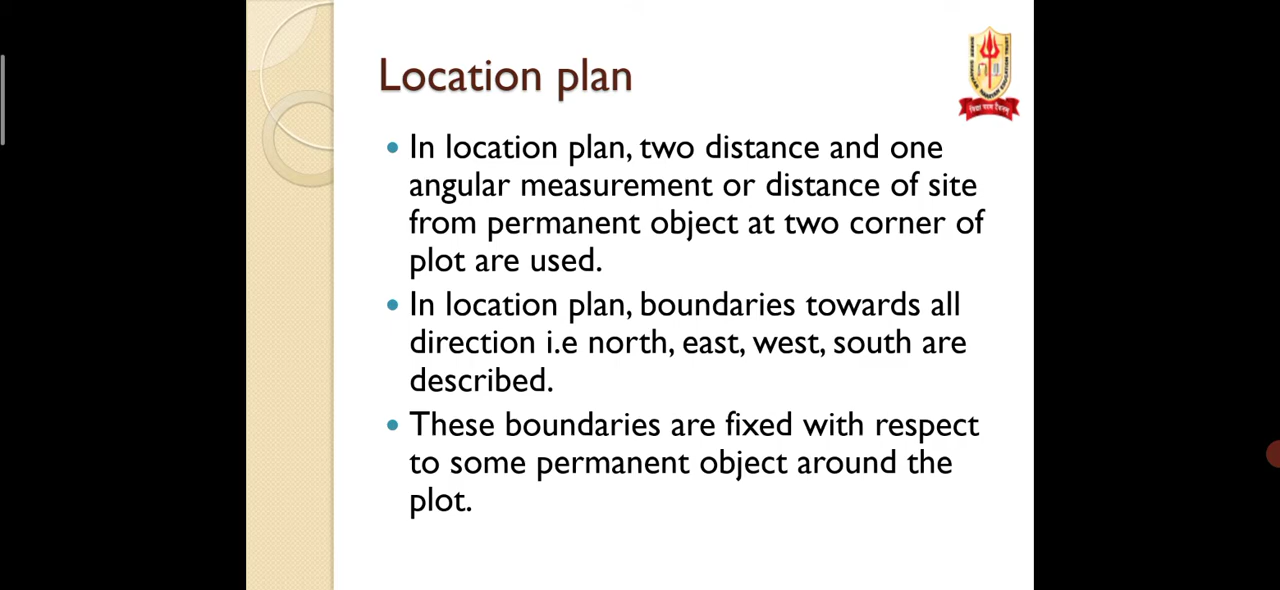 Location plan
In location plan, two distance and one
angular measurement or distance of site
from permanent object at two corner of
plot are used.
In location plan, boundaries towards all
direction i.e north, east, west, south are
described.
These boundaries are fixed with respect
to some permanent object around the
plot.